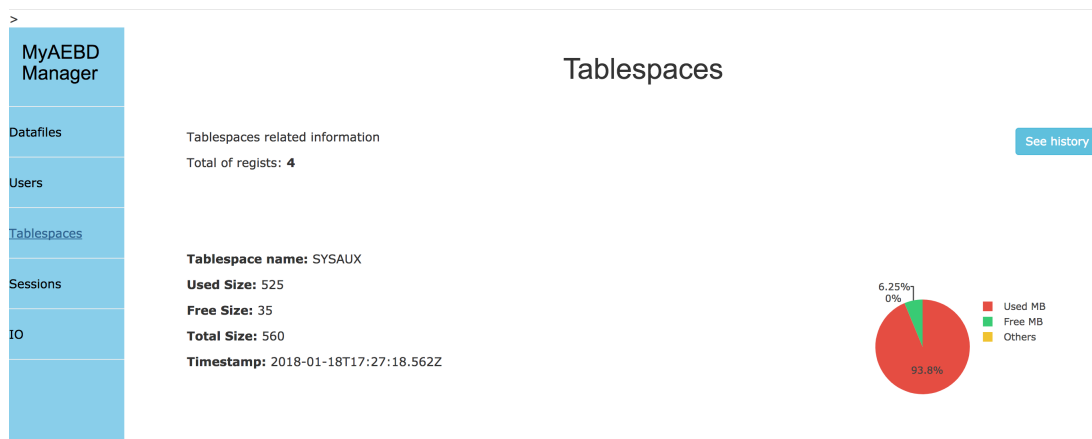 >
MyAEBD
Manager
Datafiles
Users
Tablespaces
Sessions
IO
Tablespaces
Tablespaces related information
Total of regists: 4
See history
Tablespace name: SYSAUX
Used Size: 525
Free Size: 35
Total Size: 560
Timestamp: 2018-01-18T17:27:18.562Z
6.25%
0%
93.8%
Used MB
Free MB
Others